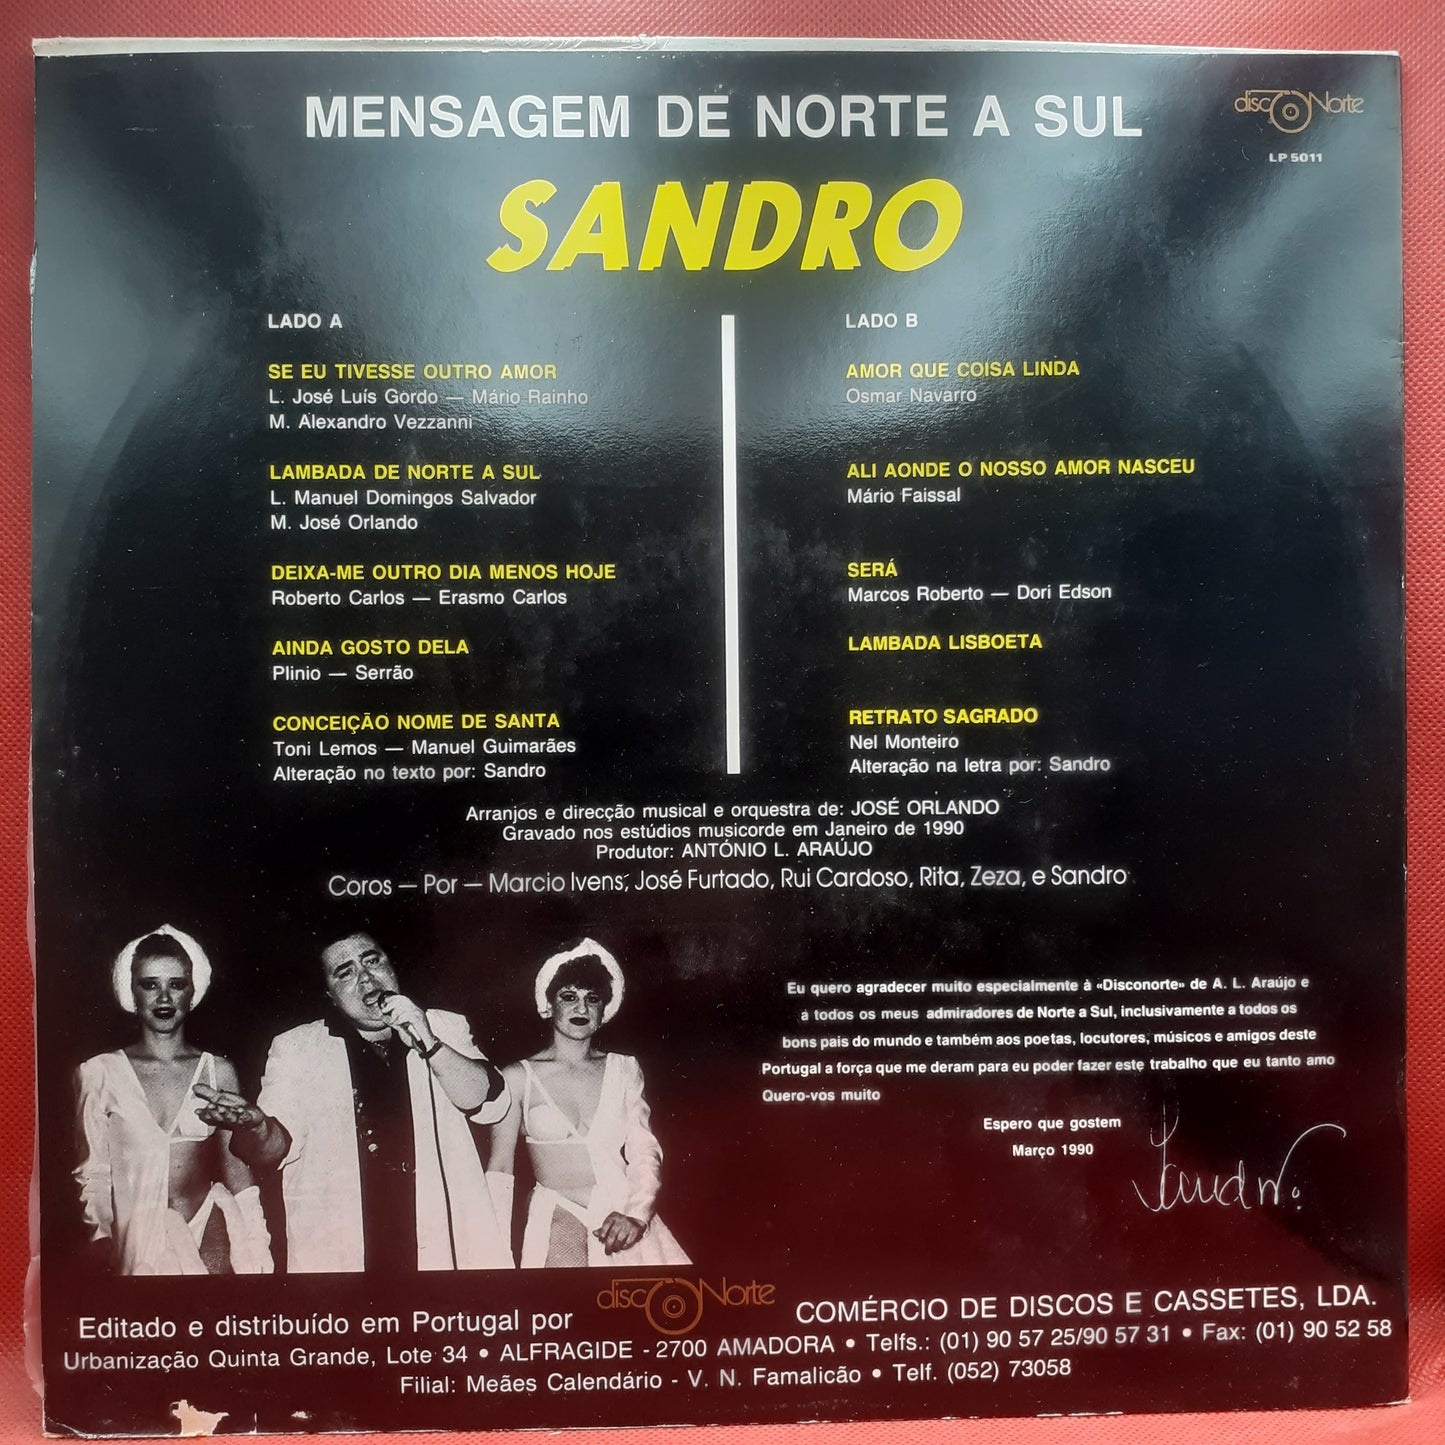 MENSAGEM DE NORTE A SUL
discNorte
LP 5011
SANDRO
LADO A
SE EU TIVESSE OUTRO AMOR
L. José Luís Gordo — Mário Rainho
M. Alexandro Vezzanni
LAMBADA DE NORTE A SUL
L. Manuel Domingos Salvador
M. José Orlando
DEIXA-ME OUTRO DIA MENOS HOJE
Roberto Carlos — Erasmo Carlos
AINDA GOSTO DELA
Plinio — Serrão
CONCEIÇÃO NOME DE SANTA
Toni Lemos — Manuel Guimarães
Alteração no texto por: Sandro
LADO B
AMOR QUE COISA LINDA
Osmar Navarro
ALI AONDE O NOSSO AMOR NASCEU
Mário Faissal
SERÁ
Marcos Roberto — Dori Edson
LAMBADA LISBOETA
RETRATO SAGRADO
Nel Monteiro
Alteração na letra por: Sandro
Arranjos e direcção musical e orquestra de: JOSÉ ORLANDO
Gravado nos estúdios musicorde em Janeiro de 1990
Produtor: ANTÓNIO L. ARAÚJO
Coros — Por — Marcio Ivens, José Furtado, Rui Cardoso, Rita, Zeza, e Sandro
Eu quero agradecer muito especialmente à «Disconorte» de A. L. Araújo e
a todos os meus admiradores de Norte a Sul, inclusivamente a todos os
bons pais do mundo e também aos poetas, locutores, músicos e amigos deste
Portugal a força que me deram para eu poder fazer este trabalho que eu tanto amo
Quero-vos muito
Espero que gostem
Março 1990
Sandro.
Editado e distribuído em Portugal por discNorte COMÉRCIO DE DISCOS E CASSETES, LDA.
Urbanização Quinta Grande, Lote 34 • ALFRAGIDE - 2700 AMADORA • Telfs.: (01) 90 57 25/90 57 31 • Fax: (01) 90 52 58
Filial: Meães Calendário - V. N. Famalicão • Telf. (052) 73058